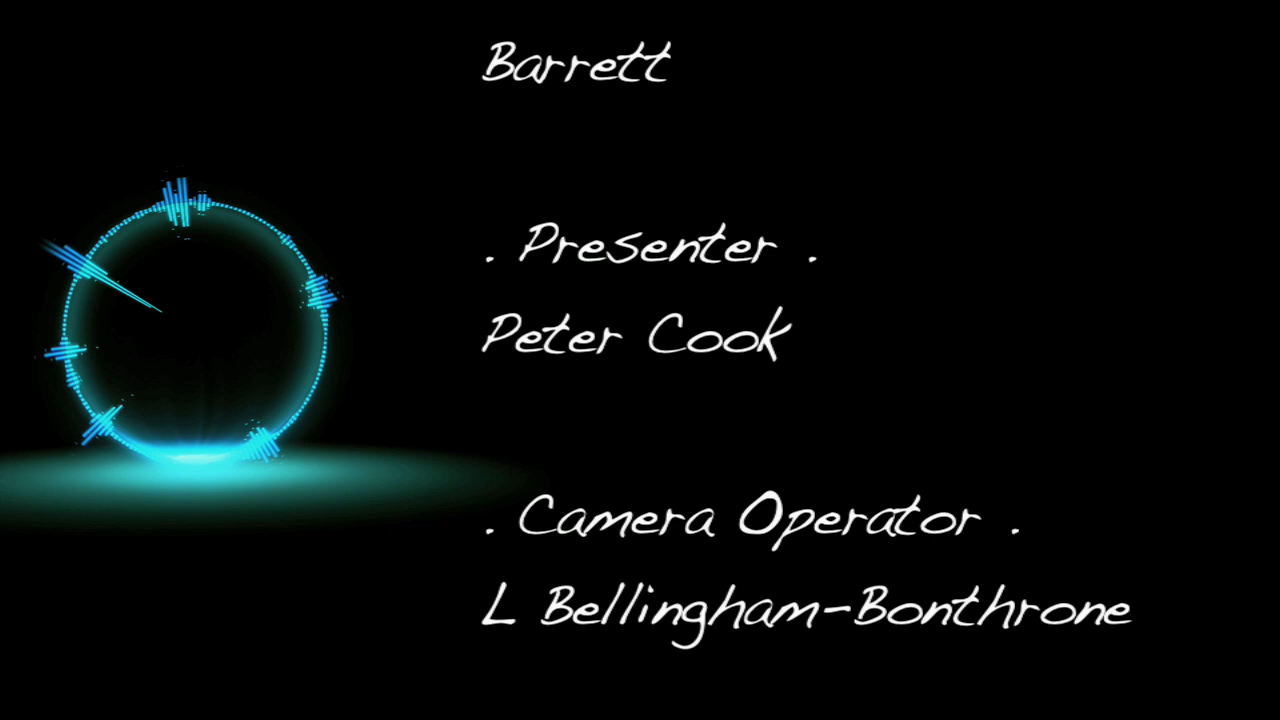 Barrett
. Presenter .
Peter Cook
. Camera Operator .
L Bellingham-Bonthrone